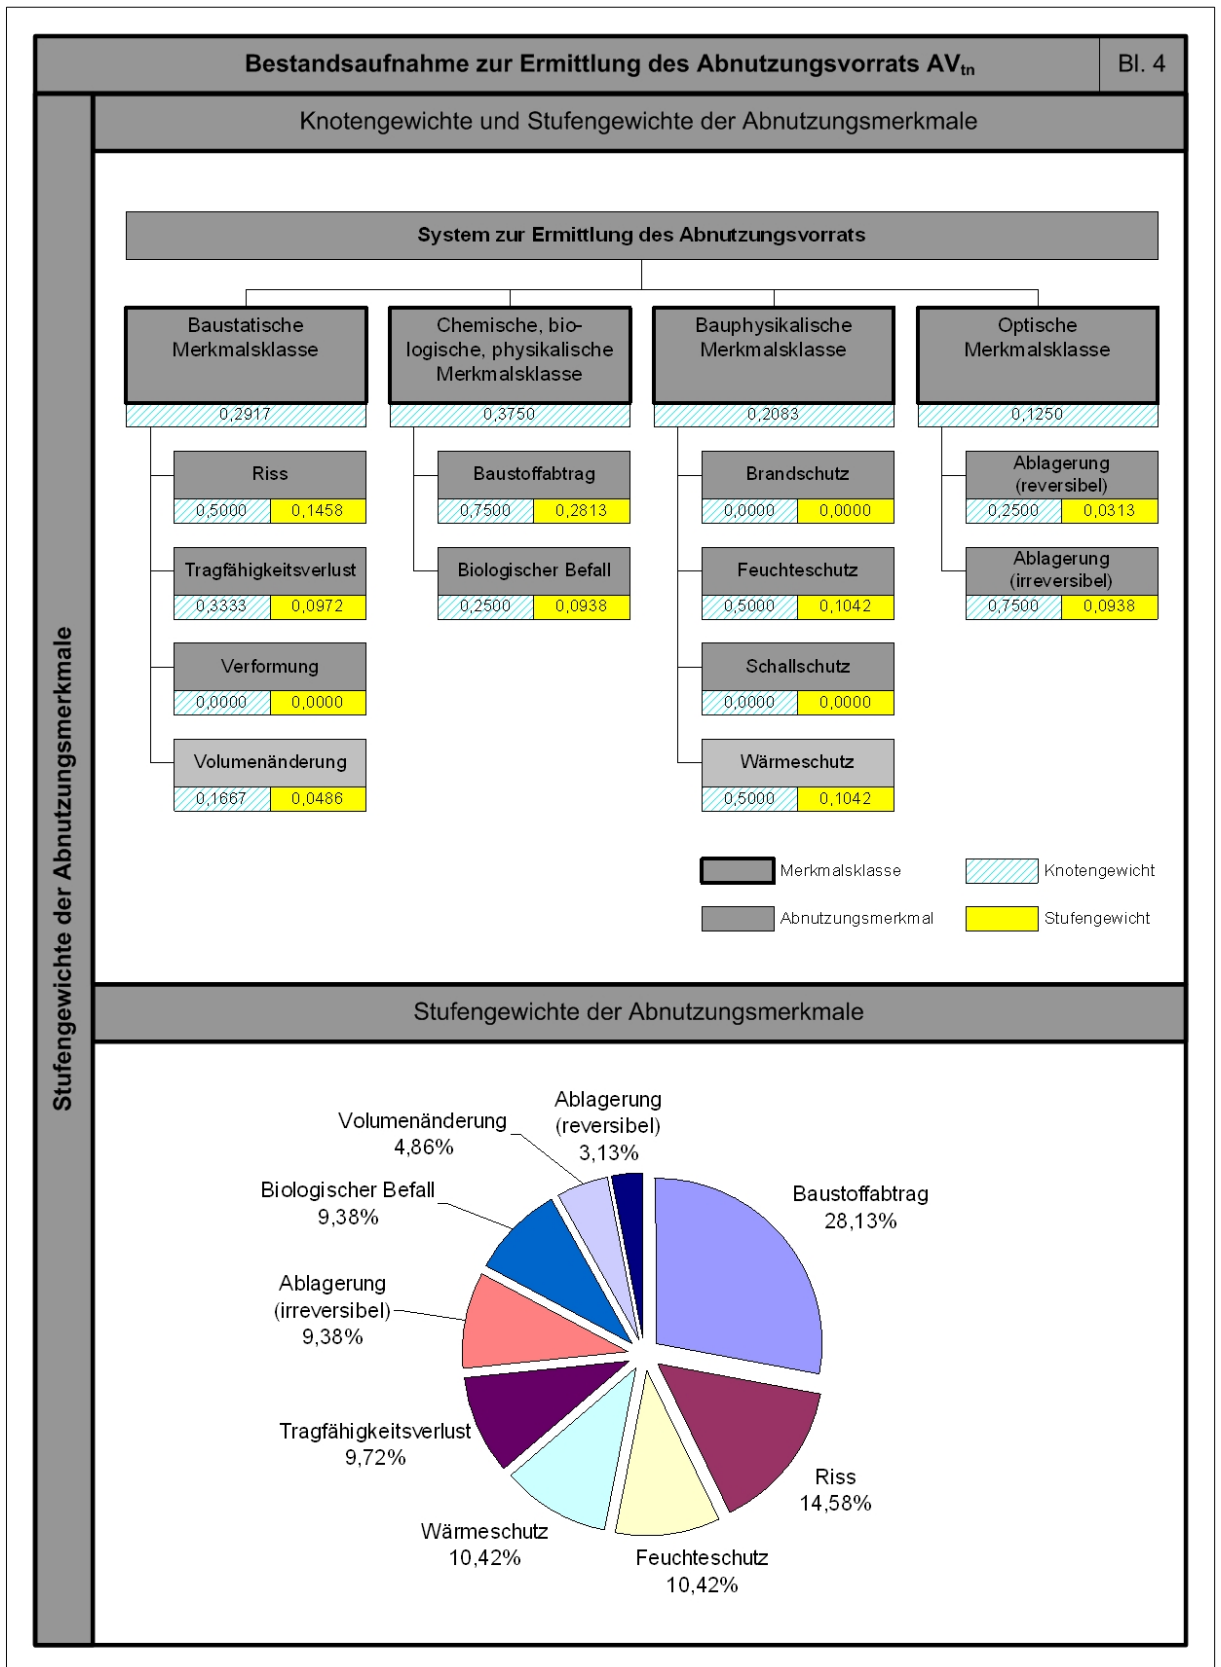 Bestandsaufnahme zur Ermittlung des Abnutzungsvorrats AVtn
Bl. 4
Stufengewichte der Abnutzungsmerkmale
Knotengewichte und Stufengewichte der Abnutzungsmerkmale
System zur Ermittlung des Abnutzungsvorrats
Baustatische
Merkmalsklasse
0,2917
Riss
0,5000 0,1458
Tragfähigkeitsverlust
0,3333 0,0972
Verformung
0,0000 0,0000
Volumenänderung
0,1667 0,0486
Chemische, bio-
logische, physikalische
Merkmalsklasse
0,3750
Baustoffabtrag
0,7500 0,2813
Biologischer Befall
0,2500 0,0938
Bauphysikalische
Merkmalsklasse
0,2083
Brandschutz
0,0000 0,0000
Feuchteschutz
0,5000 0,1042
Schallschutz
0,0000 0,0000
Wärmeschutz
0,5000 0,1042
Optische
Merkmalsklasse
0,1250
Ablagerung
(reversibel)
0,2500 0,0313
Ablagerung
(irreversibel)
0,7500 0,0938
Merkmalsklasse
Knotengewicht
Abnutzungsmerkmal
Stufengewicht
Stufengewichte der Abnutzungsmerkmale
Ablagerung
(reversibel)
3,13%
Volumenänderung
4,86%
Biologischer Befall
9,38%
Ablagerung
(irreversibel)
9,38%
Tragfähigkeitsverlust
9,72%
Wärmeschutz
10,42%
Feuchteschutz
10,42%
Riss
14,58%
Baustoffabtrag
28,13%